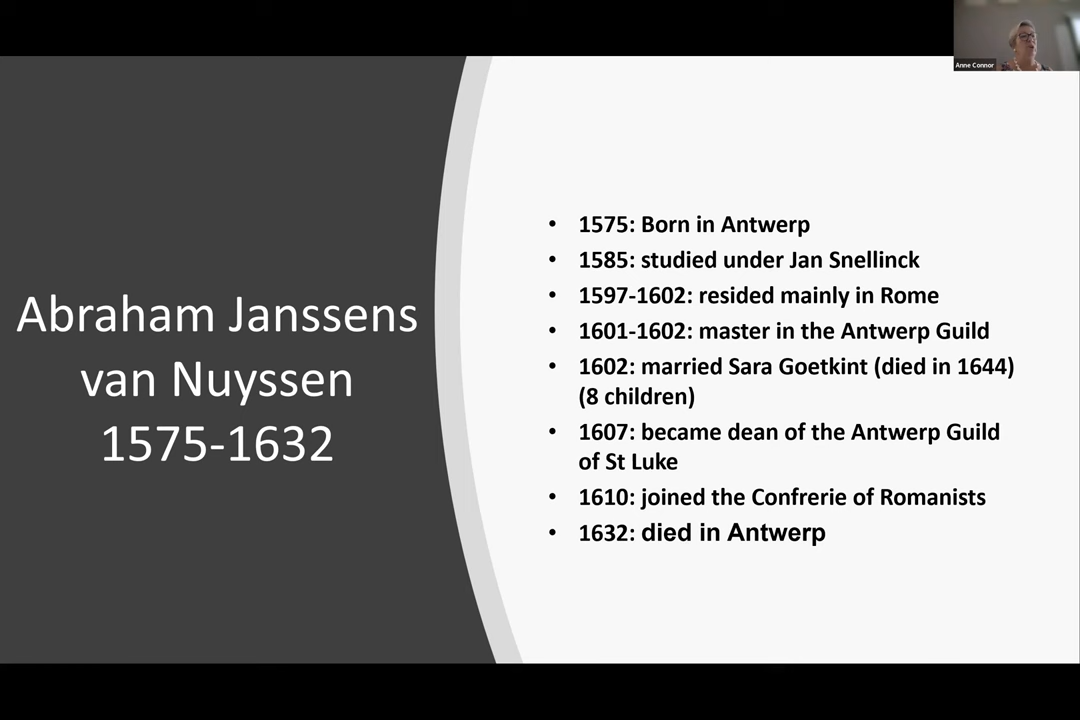 Anne Connor
Abraham Janssens
van Nuyssen
1575-1632
• 1575: Born in Antwerp
• 1585: studied under Jan Snellinck
• 1597-1602: resided mainly in Rome
• 1601-1602: master in the Antwerp Guild
• 1602: married Sara Goetkint (died in 1644)
(8 children)
• 1607: became dean of the Antwerp Guild
of St Luke
• 1610: joined the Confrerie of Romanists
• 1632: died in Antwerp